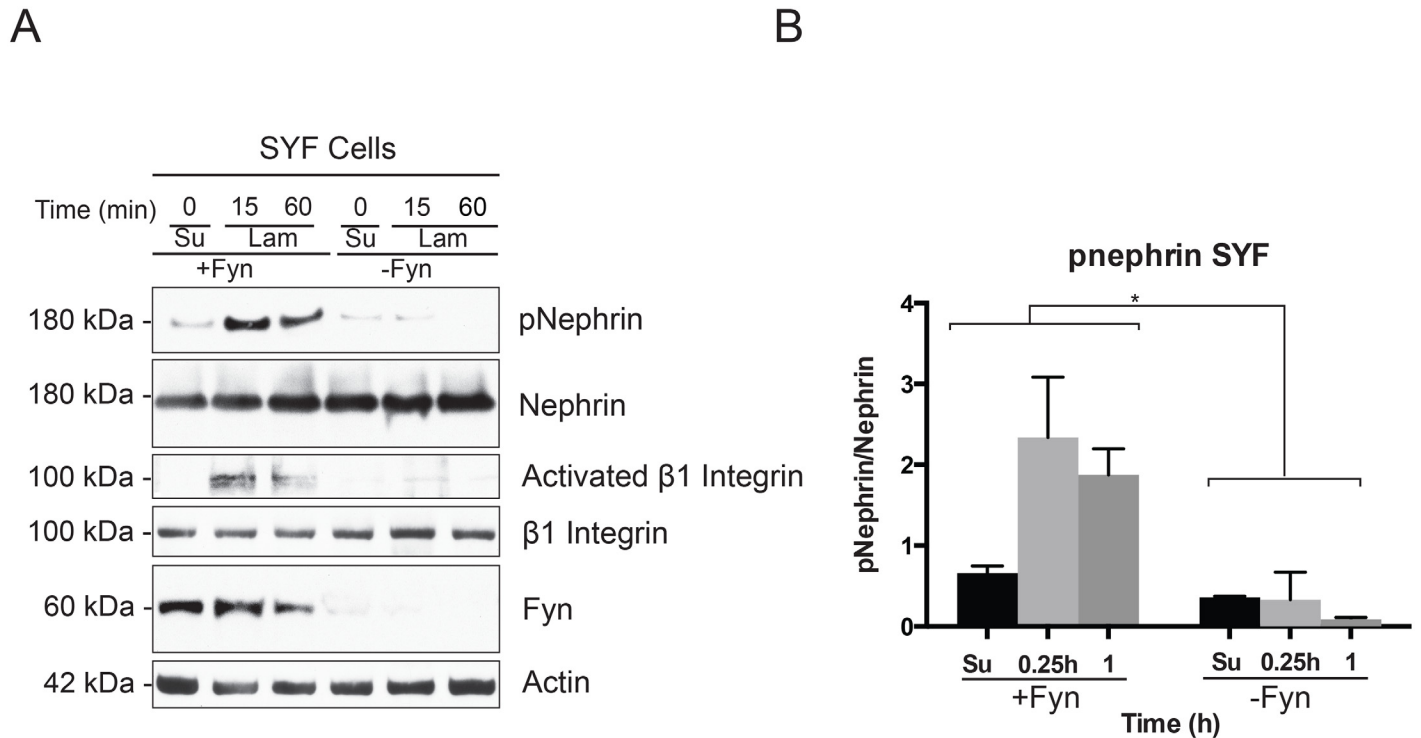 A
B
SYF Cells
Time (min) 0 15 60 0 15 60
Su Lam Su Lam
+Fyn -Fyn
180 kDa - pNephrin
180 kDa - Nephrin
100 kDa - Activated β1 Integrin
100 kDa - β1 Integrin
60 kDa - Fyn
42 kDa - Actin
pnephrin SYF
*
4
3
2
1
0
pNephrin/Nephrin
Su 0.25h 1 Su 0.25h 1
+Fyn -Fyn
Time (h)